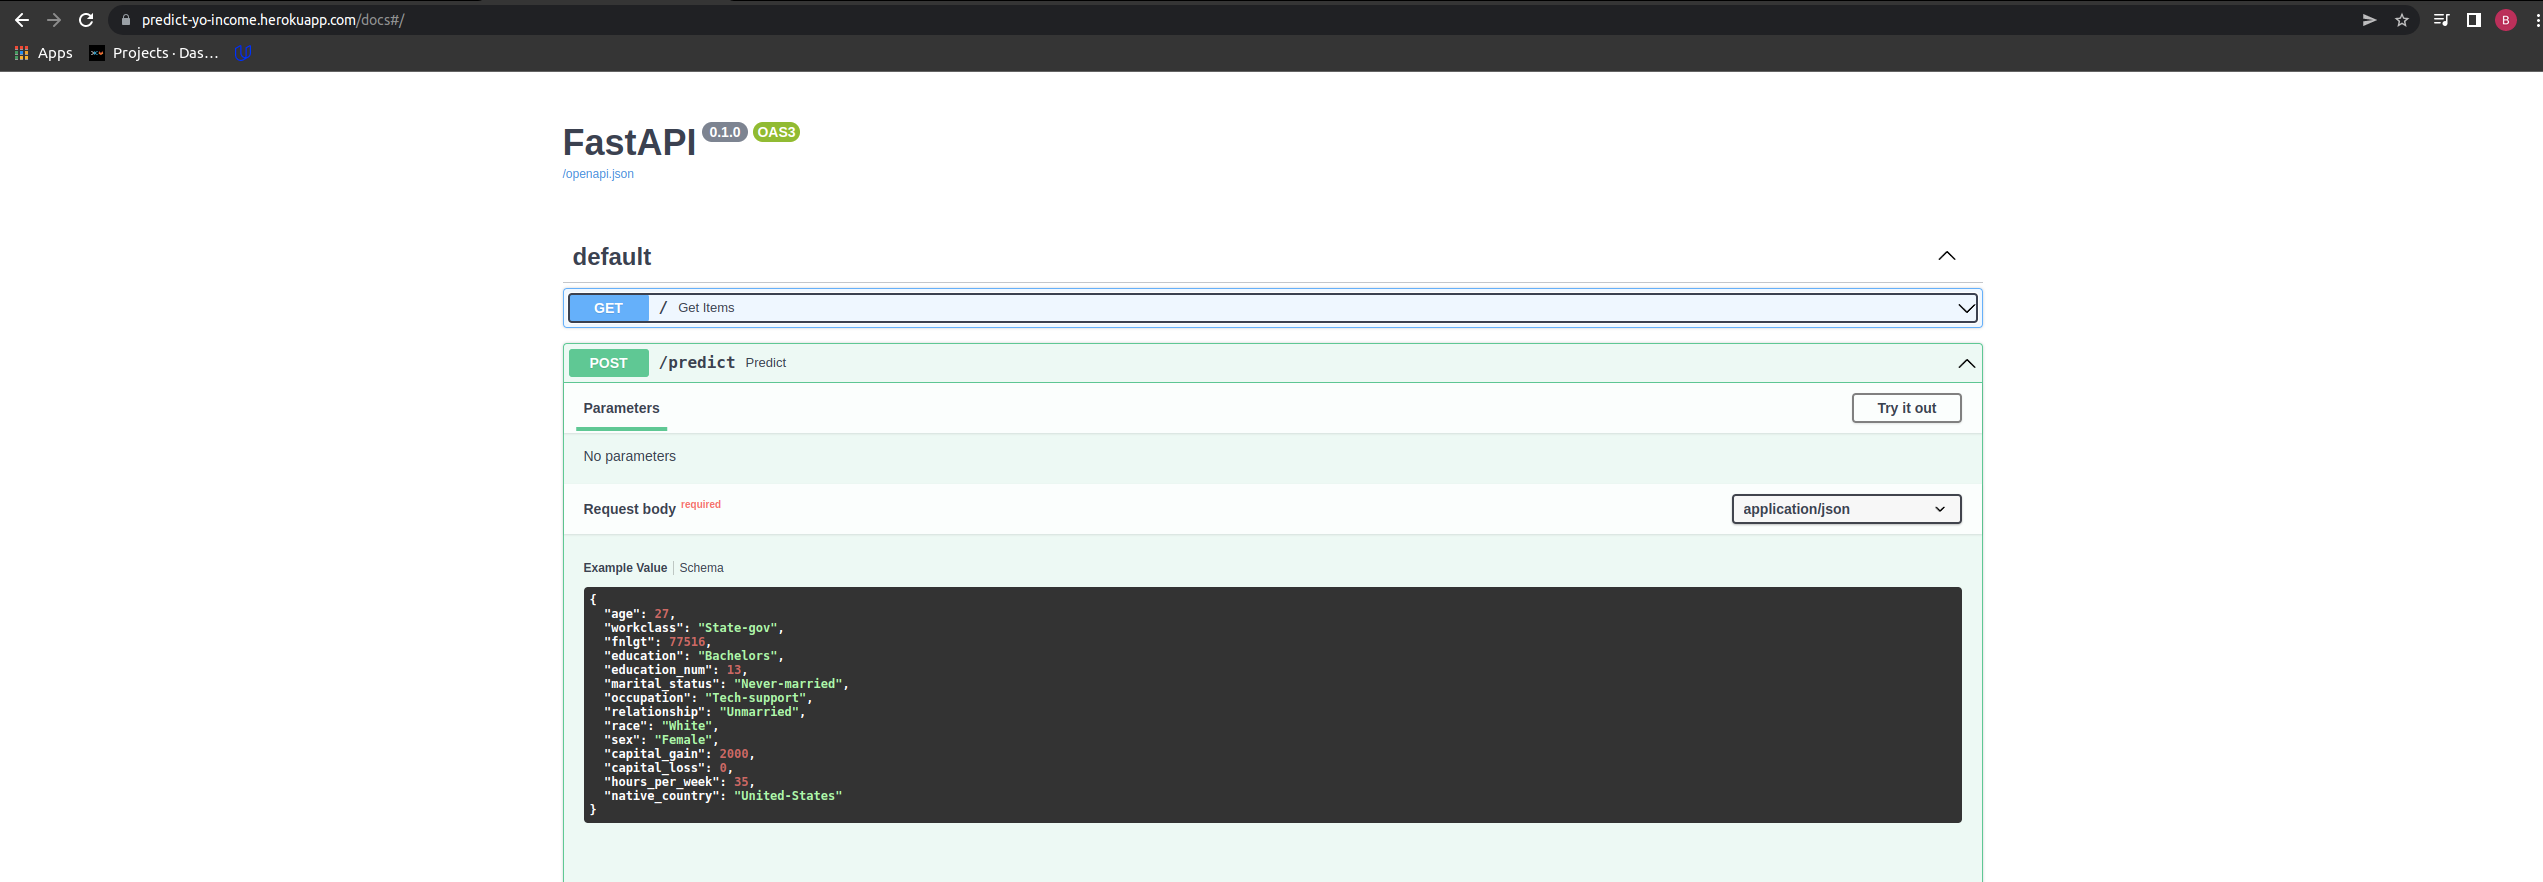 predict-yo-income.herokuapp.com/docs#/
B
Apps
Projects · Das…
FastAPI 0.1.0 OAS3
/openapi.json
default
GET / Get Items
POST /predict Predict
Parameters
Try it out
No parameters
Request body required
application/json
Example Value Schema
{
"age": 27,
"workclass": "State-gov",
"fnlgt": 77516,
"education": "Bachelors",
"education_num": 13,
"marital_status": "Never-married",
"occupation": "Tech-support",
"relationship": "Unmarried",
"race": "White",
"sex": "Female",
"capital_gain": 2000,
"capital_loss": 0,
"hours_per_week": 35,
"native_country": "United-States"
}